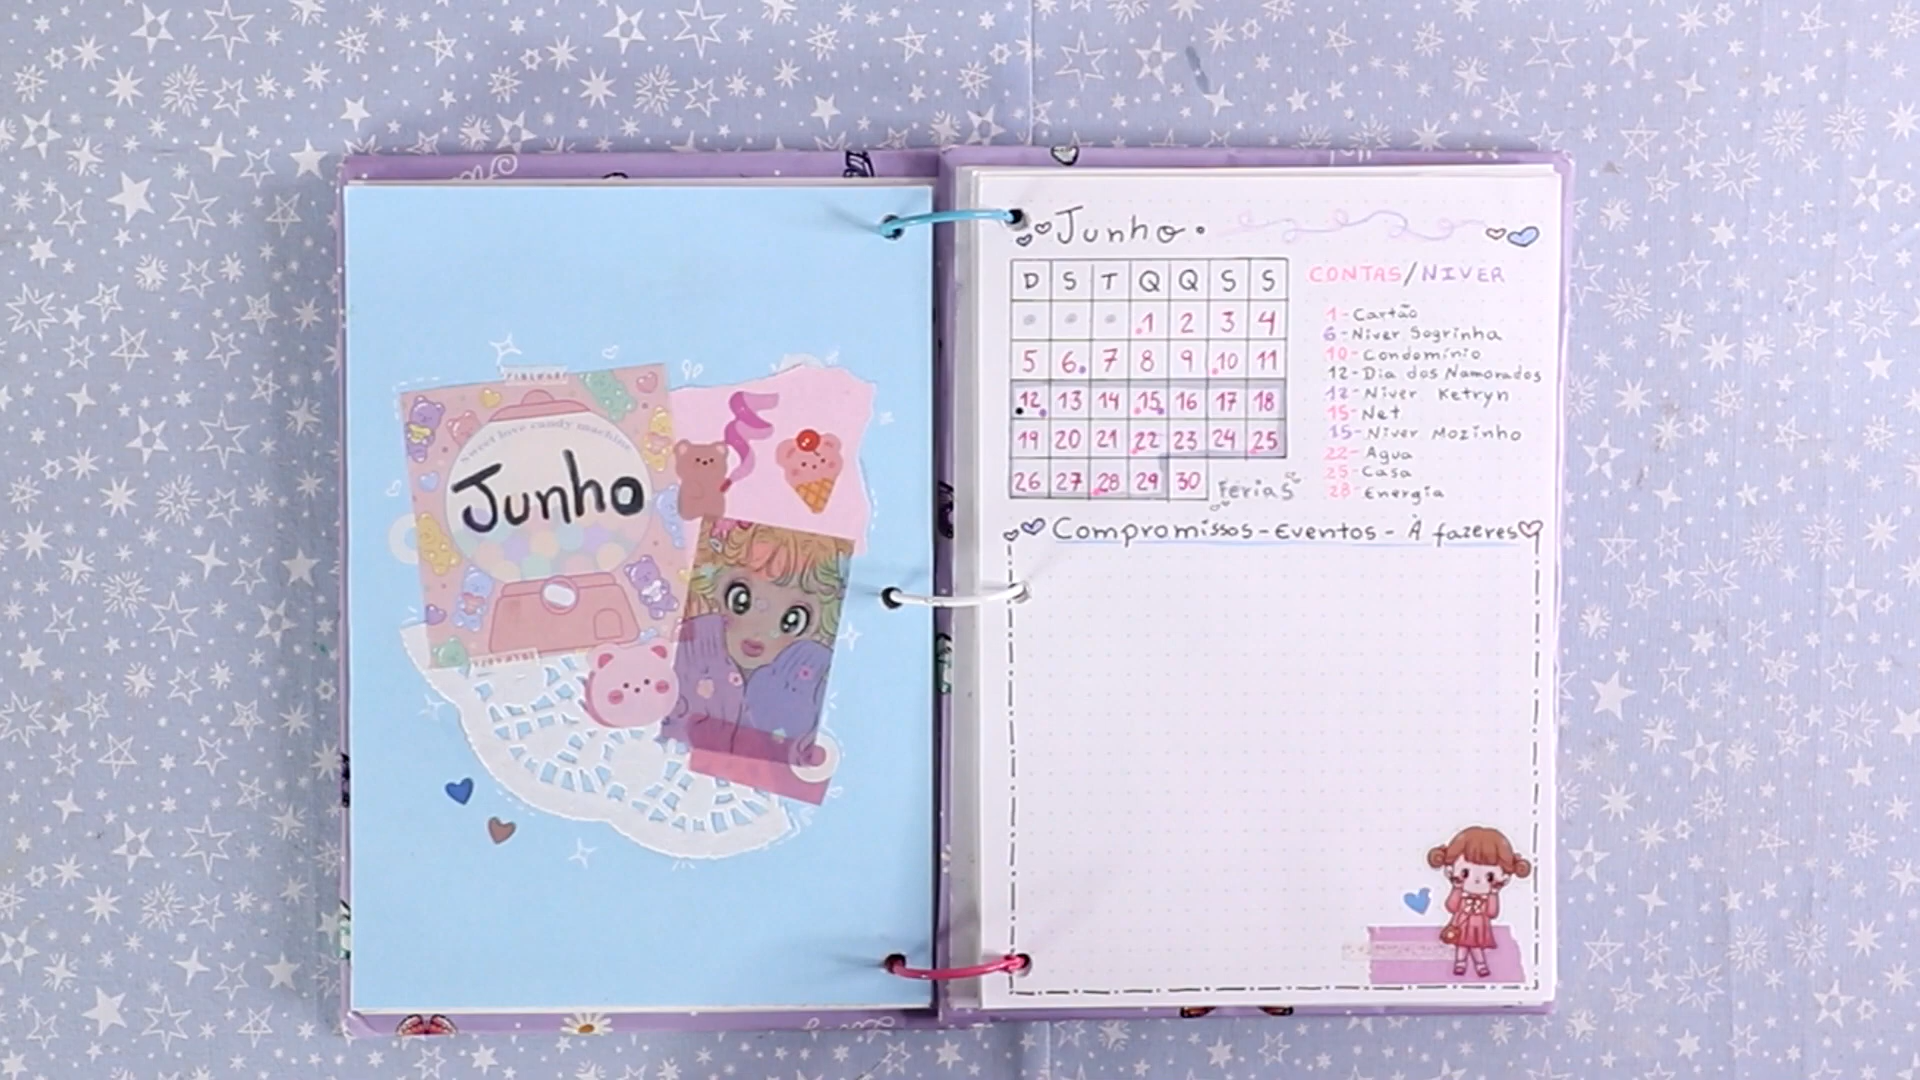 Sweet love candy machine
Junho
Junho.
D S T Q Q S S
1 2 3 4
5 6 7 8 9 10 11
12 13 14 15 16 17 18
19 20 21 22 23 24 25
26 27 28 29 30
Férias
CONTAS/NIVER
1-Cartão
6-Niver Sogrinha
10-Condomínio
12-Dia dos Namorados
12-Niver Ketryn
15-Net
15-Niver Mozinho
22-Agua
25-Casa
28-Energia
Compromissos-Eventos-À fazeres